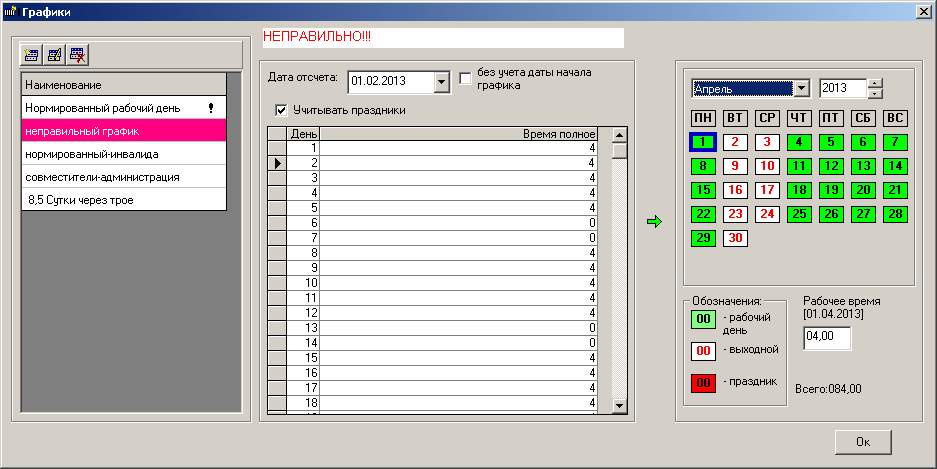 Графики
НЕПРАВИЛЬНО!!!
Наименование
Нормированный рабочий день !
неправильный график
нормированный-инвалида
совместители-администрация
8,5 Сутки через трое
Дата отсчета: 01.02.2013
без учета даты начала
графика
Учитывать праздники
День Время полное
1 4
2 4
3 4
4 4
5 4
6 0
7 0
8 4
9 4
10 4
11 4
12 4
13 0
14 0
15 4
16 4
17 4
18 4
Апрель 2013
ПН ВТ СР ЧТ ПТ СБ ВС
1 2 3 4 5 6 7
8 9 10 11 12 13 14
15 16 17 18 19 20 21
22 23 24 25 26 27 28
29 30
Обозначения:
00 - рабочий
день
00 - выходной
00 - праздник
Рабочее время
[01.04.2013]
04,00
Всего:084,00
Ок